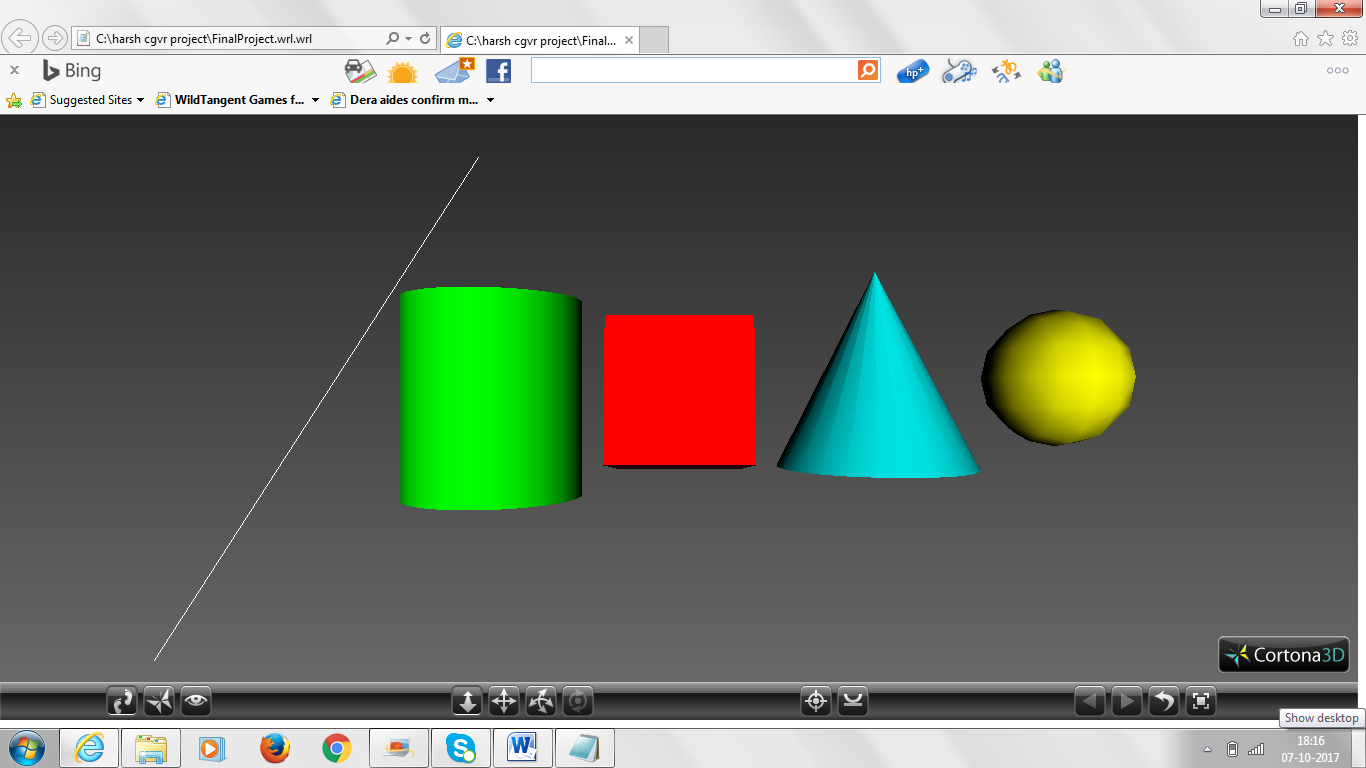 C:\harsh cgvr project\FinalProject.wrl.wrl
C:\harsh cgvr project\Final...
x Bing
hp+
Suggested Sites
WildTangent Games f...
Dera aides confirm m...
Cortona3D
Show desktop
18:16
07-10-2017